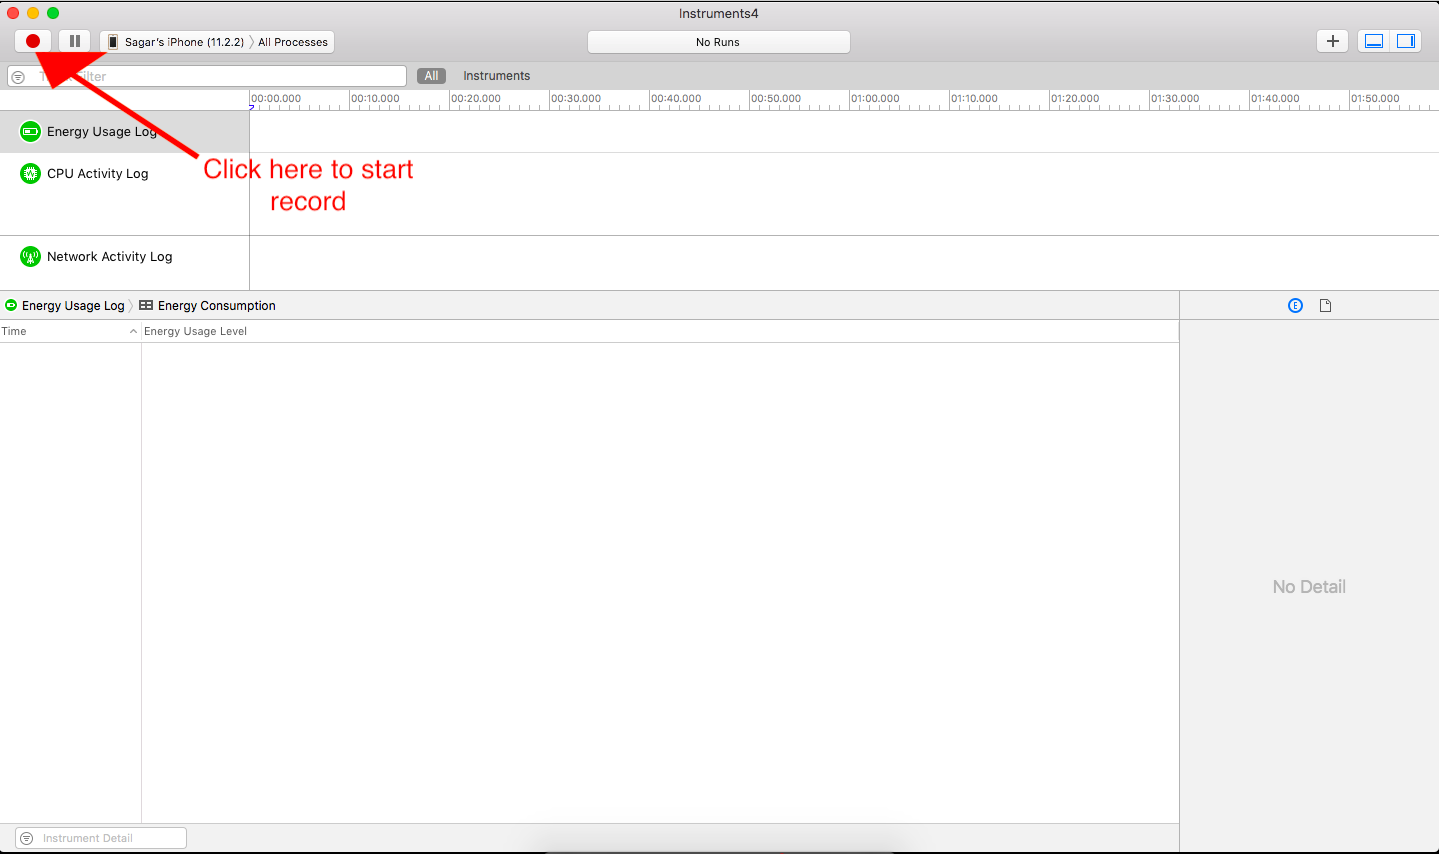 Instruments4
Sagar's iPhone (11.2.2) 〉 All Processes
No Runs
Filter
All
Instruments
00:00.000 00:10.000 00:20.000 00:30.000 00:40.000 00:50.000 01:00.000 01:10.000 01:20.000 01:30.000 01:40.000 01:50.000
Energy Usage Log
CPU Activity Log
Click here to start
record
Network Activity Log
Energy Usage Log 〉 Energy Consumption
Time
Energy Usage Level
No Detail
Instrument Detail